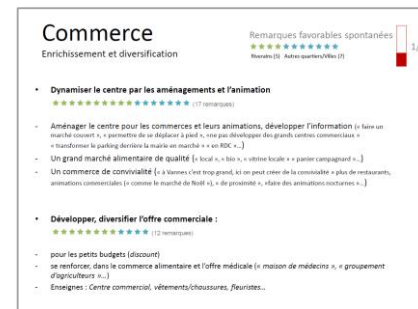 Commerce
Remarques favorables spontanées
1/
Enrichissement et diversification
Riverains (5) Autres quartiers/Villes (7)
• Dynamiser le centre par les aménagements et l'animation
(17 remarques)
- Aménager le centre pour les commerces et leurs animations, développer l'information (« faire un
marché couvert », « permettre de se déplacer à pied », «ne pas développer des grands centres commerciaux »
« transformer le parking derrière la mairie en marché » « en RDC »…)
- Un grand marché alimentaire de qualité (« local », « bio », « vitrine locale » « panier campagnard »…)
- Un commerce de convivialité (« à Vannes c'est trop grand, ici on peut créer de la convivialité » plus de restaurants,
animations commerciales (« comme le marché de Noël »), « de proximité », «faire des animations nocturnes »…)
• Développer, diversifier l'offre commerciale :
(12 remarques)
- pour les petits budgets (discount)
- se renforcer, dans le commerce alimentaire et l'offre médicale (« maison de médecins », « groupement
d'agriculteurs »…)
- Enseignes : Centre commercial, vêtements/chaussures, fleuristes..